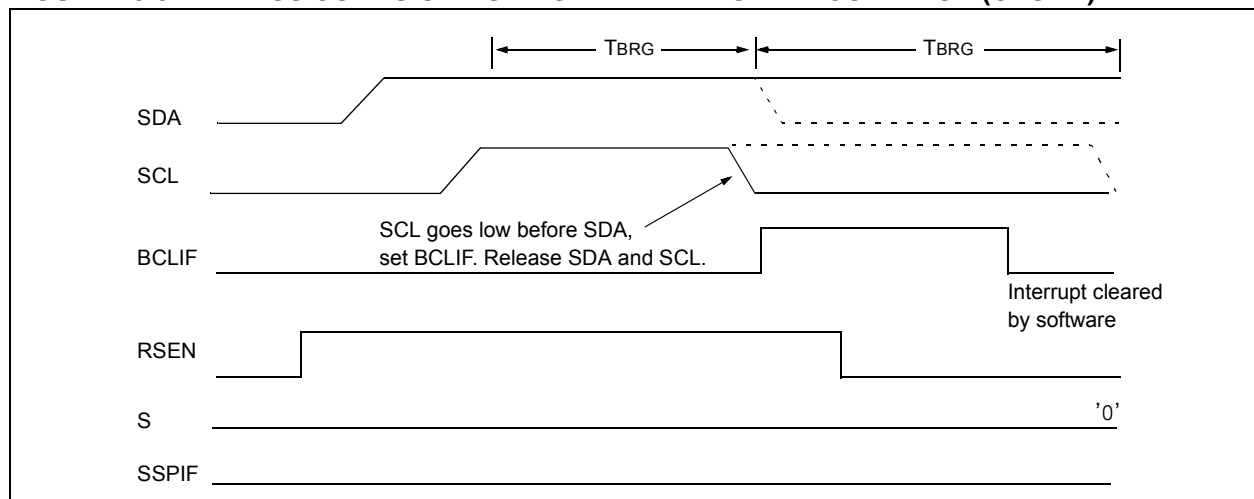 TBRG TBRG
SDA
SCL
SCL goes low before SDA,
set BCLIF. Release SDA and SCL.
BCLIF
Interrupt cleared
by software
RSEN
S '0'
SSPIF